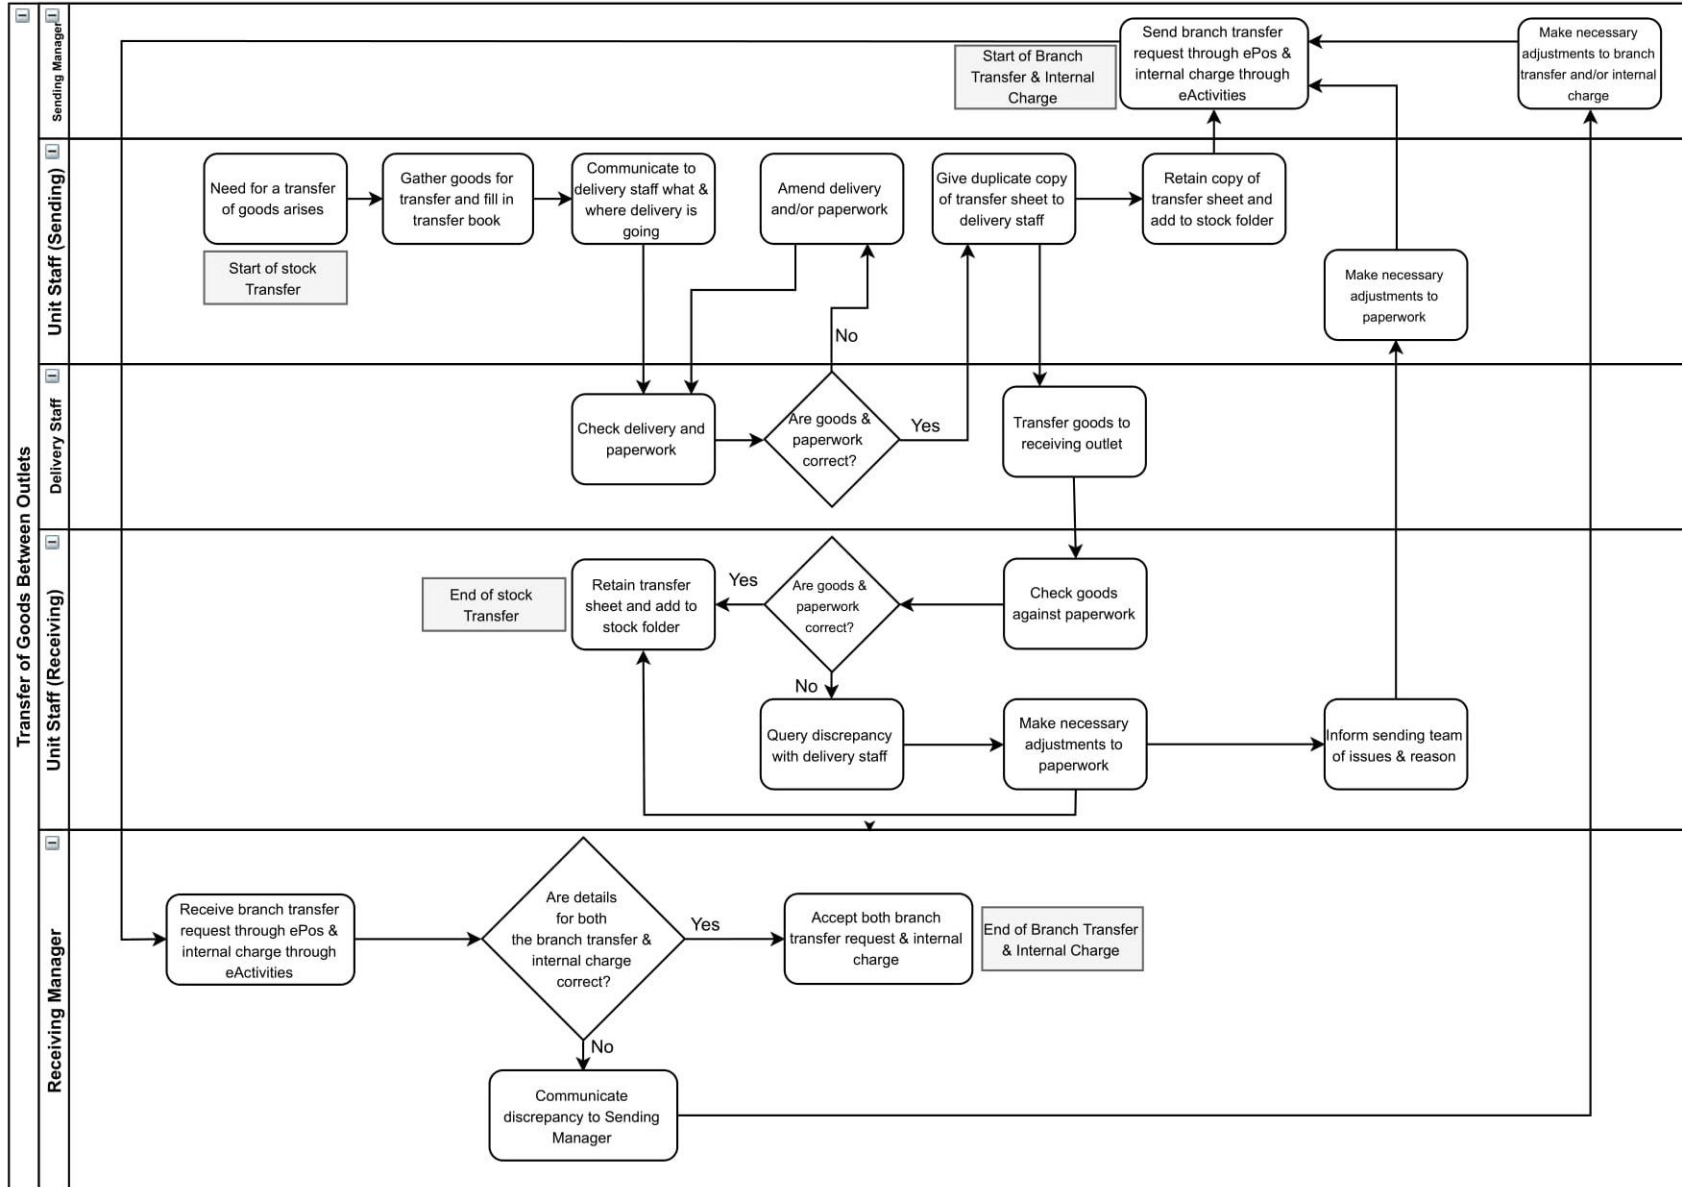 Transfer of Goods Between Outlets
Sending Manager
Start of Branch
Transfer & Internal
Charge
Send branch transfer
request through ePos &
internal charge through
eActivities
Make necessary
adjustments to branch
transfer and/or internal
charge
Unit Staff (Sending)
Need for a transfer
of goods arises
Start of stock
Transfer
Gather goods for
transfer and fill in
transfer book
Communicate to
delivery staff what &
where delivery is
going
Amend delivery
and/or paperwork
No
Give duplicate copy
of transfer sheet to
delivery staff
Retain copy of
transfer sheet and
add to stock folder
Make necessary
adjustments to
paperwork
Delivery Staff
Check delivery and
paperwork
Are goods &
paperwork
correct?
Yes
Transfer goods to
receiving outlet
Unit Staff (Receiving)
End of stock
Transfer
Retain transfer
sheet and add to
stock folder
Yes
Are goods &
paperwork
correct?
No
Check goods
against paperwork
Query discrepancy
with delivery staff
Make necessary
adjustments to
paperwork
Inform sending team
of issues & reason
Receiving Manager
Receive branch transfer
request through ePos &
internal charge through
eActivities
Are details
for both
the branch transfer &
internal charge
correct?
Yes
Accept both branch
transfer request & internal
charge
End of Branch Transfer
& Internal Charge
No
Communicate
discrepancy to Sending
Manager